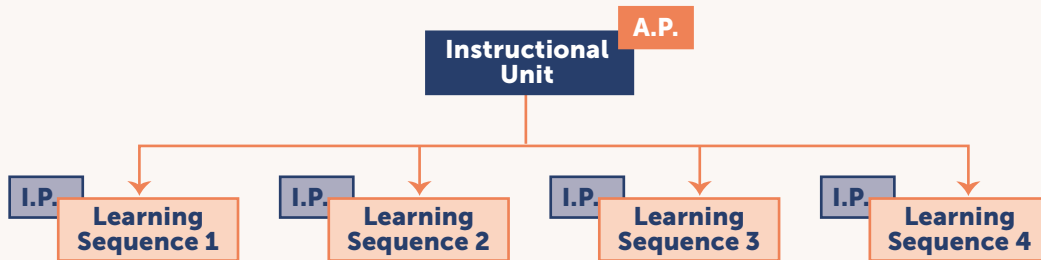 A.P.
Instructional
Unit
I.P.
Learning
Sequence 1
I.P.
Learning
Sequence 2
I.P.
Learning
Sequence 3
I.P.
Learning
Sequence 4